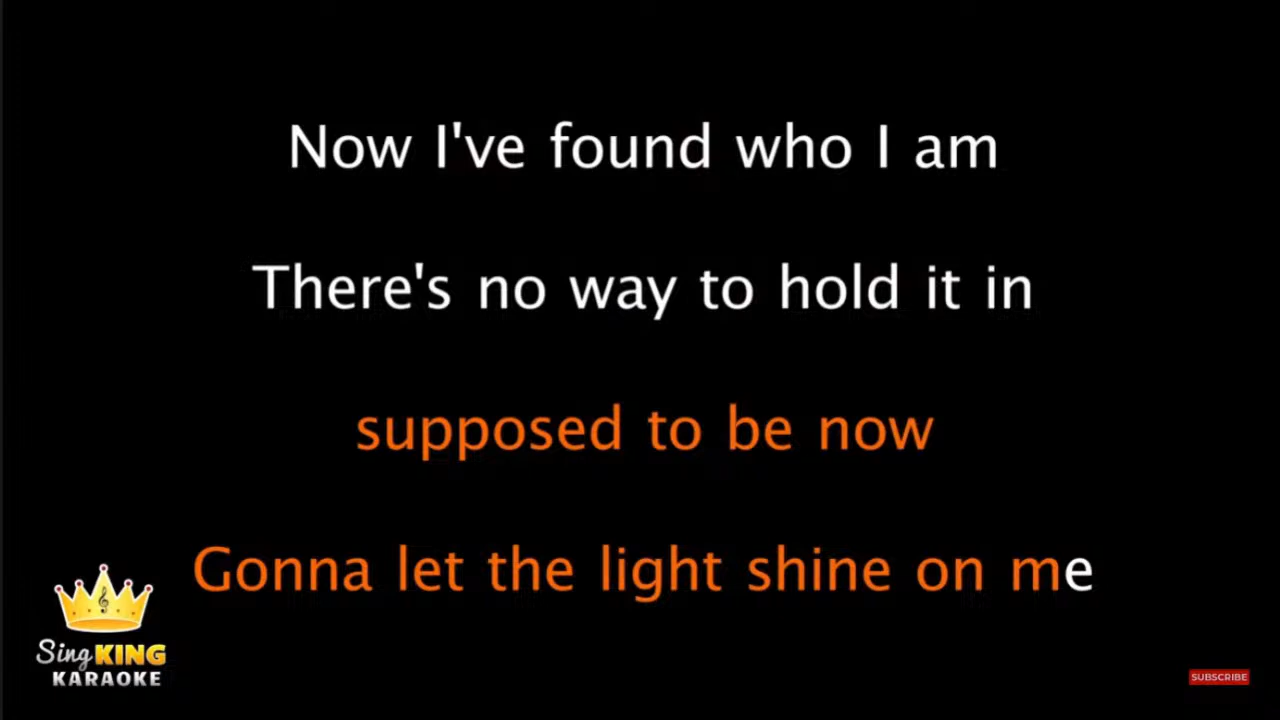 Now I've found who I am
There's no way to hold it in
supposed to be now
Gonna let the light shine on me
Sing KING
KARAOKE
SUBSCRIBE